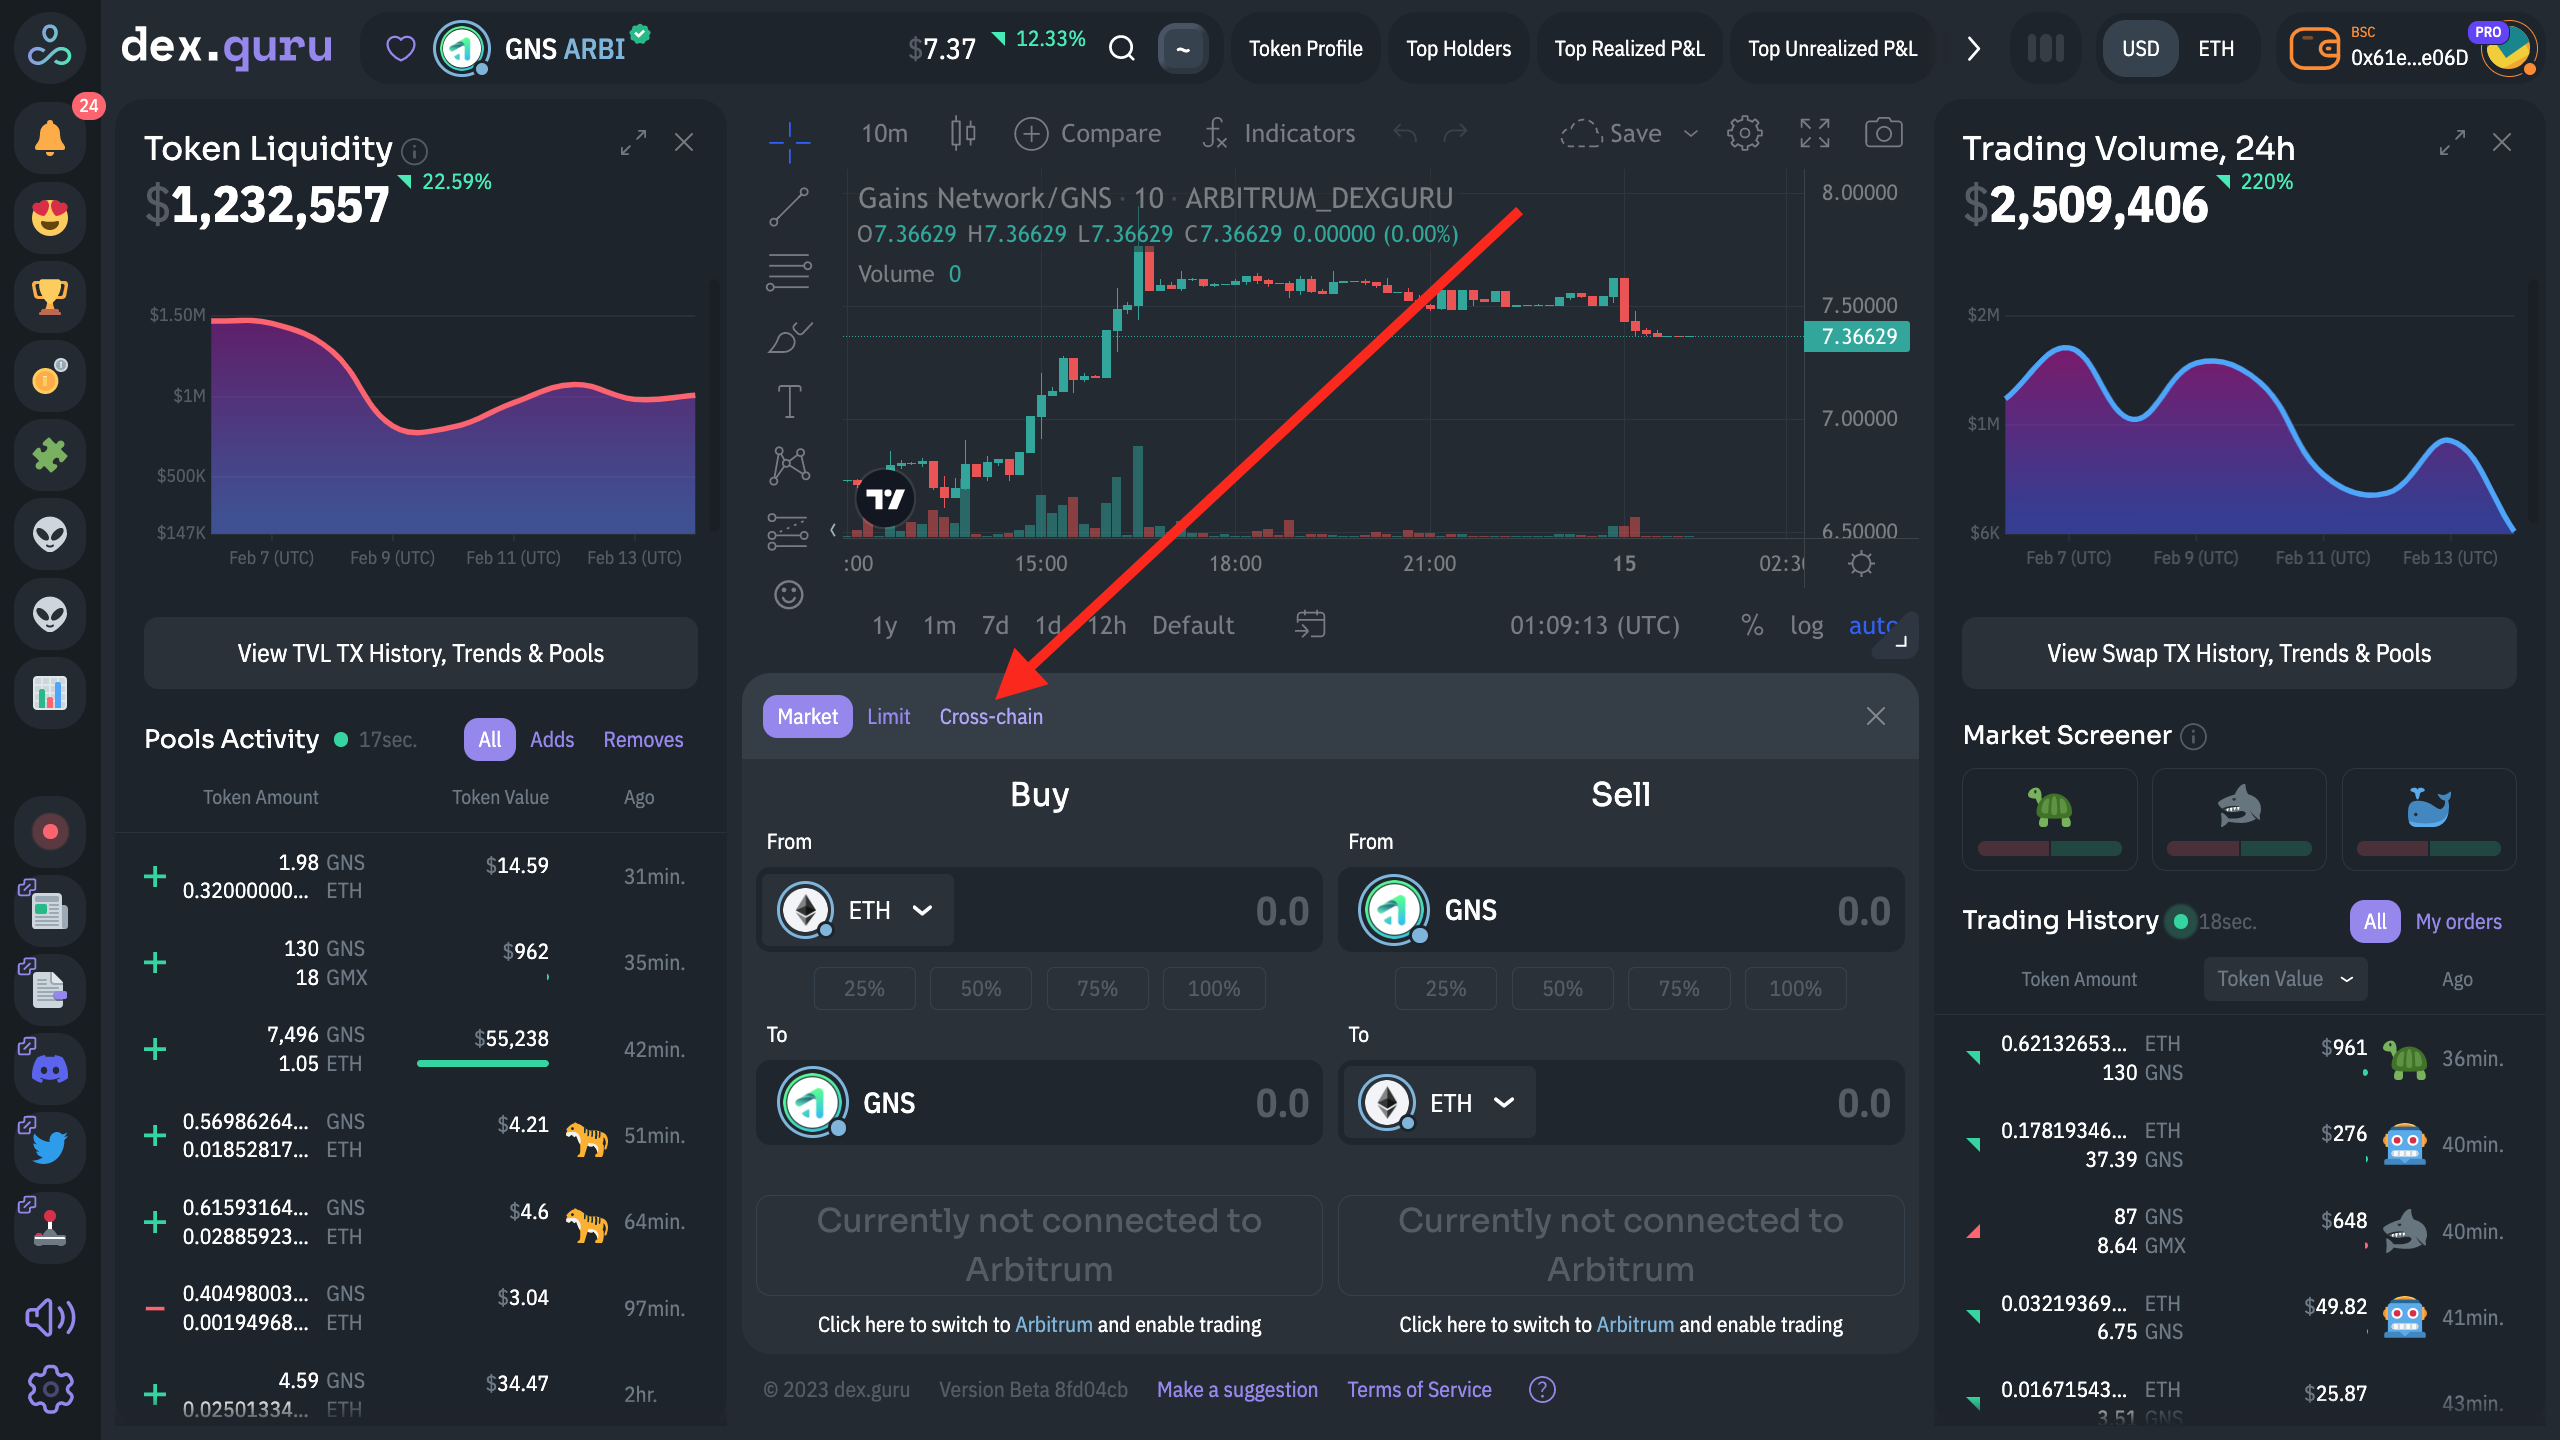 dex.guru
GNS ARBI
$7.37 12.33%
~
Token Profile
Top Holders
Top Realized P&L
Top Unrealized P&L
USD
ETH
BSC
0x61e...e06D
PRO
24
Token Liquidity
$1,232,557 22.59%
$1.50M
$1M
$500K
$147K
Feb 7 (UTC) Feb 9 (UTC) Feb 11 (UTC) Feb 13 (UTC)
View TVL TX History, Trends & Pools
Pools Activity 17sec. All Adds Removes
Token Amount Token Value Ago
1.98 GNS $14.59 31min.
0.32000000... ETH
130 GNS $962 35min.
18 GMX
7,496 GNS $55,238 42min.
1.05 ETH
0.56986264... GNS $4.21 51min.
0.01852817... ETH
0.61593164... GNS $4.6 64min.
0.02885923... ETH
0.40498003... GNS $3.04 97min.
0.00194968... ETH
4.59 GNS $34.47 2hr.
0.02501334... ETH
10m Compare Indicators Save
Gains Network/GNS · 10 · ARBITRUM_DEXGURU
O7.36629 H7.36629 L7.36629 C7.36629 0.00000 (0.00%)
Volume 0
8.00000
7.50000
7.36629
7.00000
6.50000
:00 15:00 18:00 21:00 15 02:3
1y 1m 7d 1d 12h Default 01:09:13 (UTC) % log auto
Market Limit Cross-chain
Buy
From
ETH 0.0
25% 50% 75% 100%
To
GNS 0.0
Currently not connected to
Arbitrum
Click here to switch to Arbitrum and enable trading
Sell
From
GNS 0.0
25% 50% 75% 100%
To
ETH 0.0
Currently not connected to
Arbitrum
Click here to switch to Arbitrum and enable trading
© 2023 dex.guru Version Beta 8fd04cb Make a suggestion Terms of Service ?
Trading Volume, 24h
$2,509,406 220%
$2M
$1M
$6K
Feb 7 (UTC) Feb 9 (UTC) Feb 11 (UTC) Feb 13 (UTC)
View Swap TX History, Trends & Pools
Market Screener
Trading History 18sec. All My orders
Token Amount Token Value Ago
0.62132653... ETH $961 36min.
130 GNS
0.17819346... ETH $276 40min.
37.39 GNS
87 GNS $648 40min.
8.64 GMX
0.03219369... ETH $49.82 41min.
6.75 GNS
0.01671543... ETH $25.87 43min.
3.51 GNS